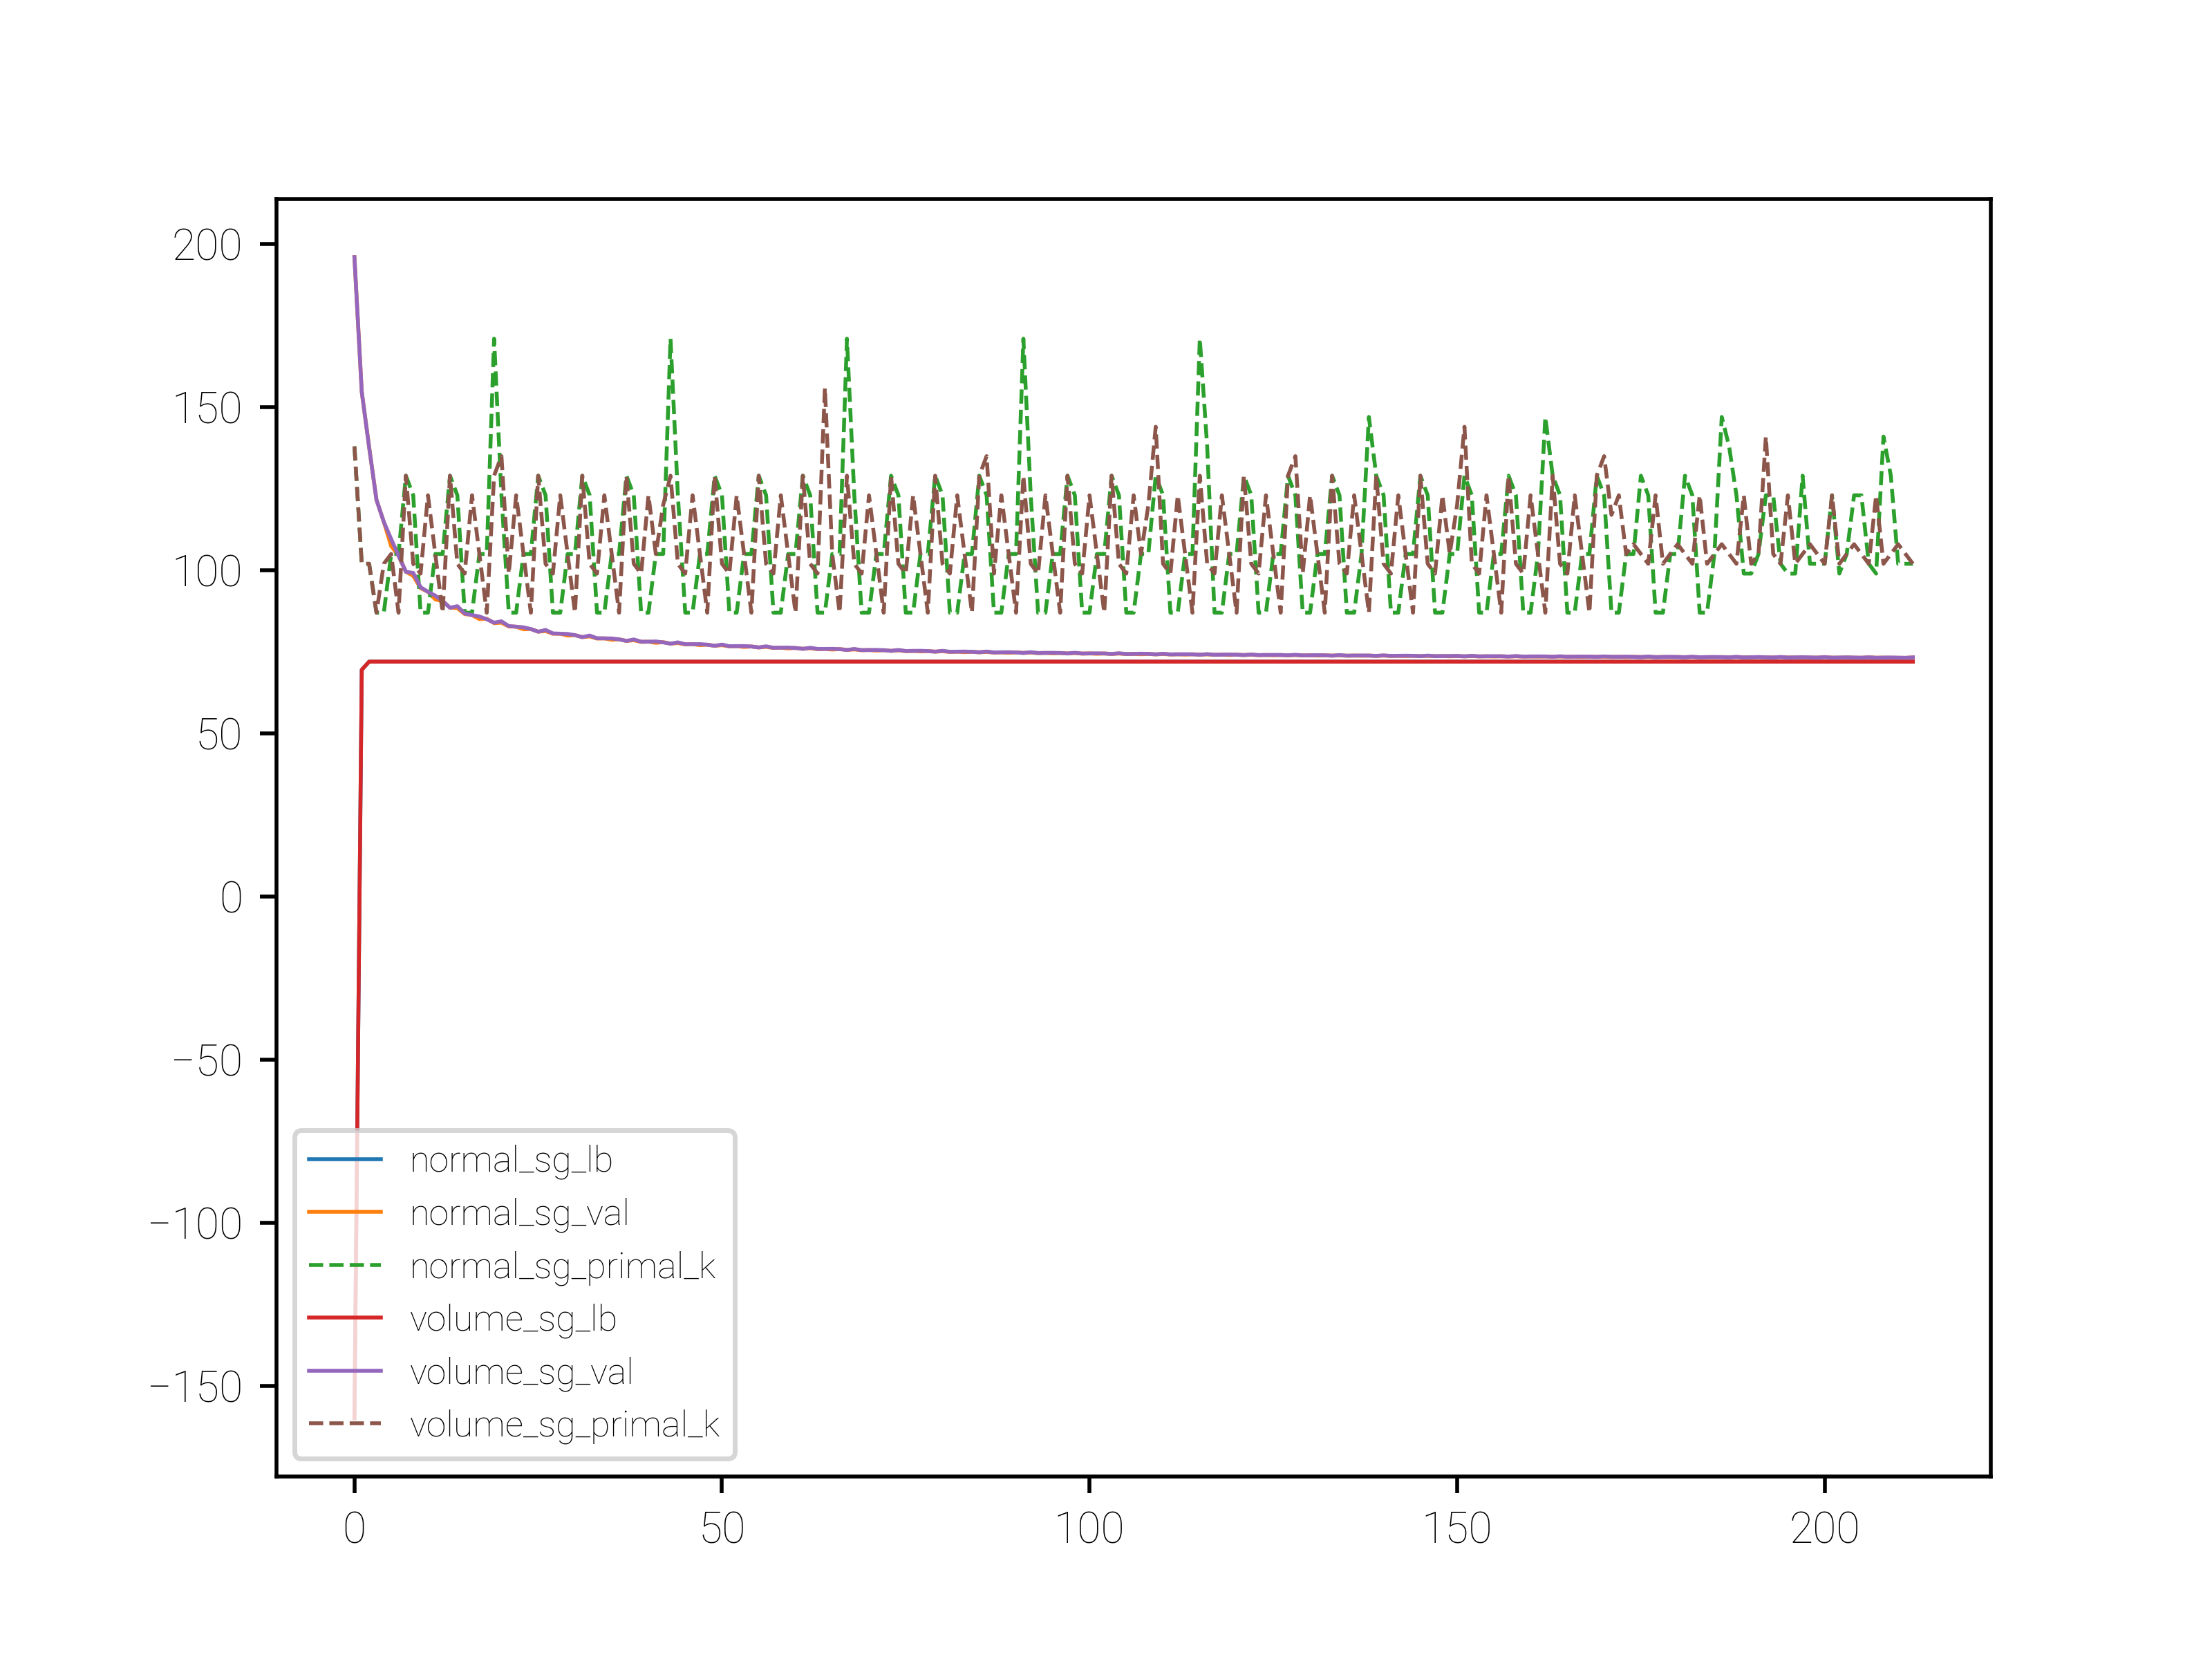 200
150
100
50
0
−50
−100
−150
normal_sg_lb
normal_sg_val
normal_sg_primal_k
volume_sg_lb
volume_sg_val
volume_sg_primal_k
0 50 100 150 200